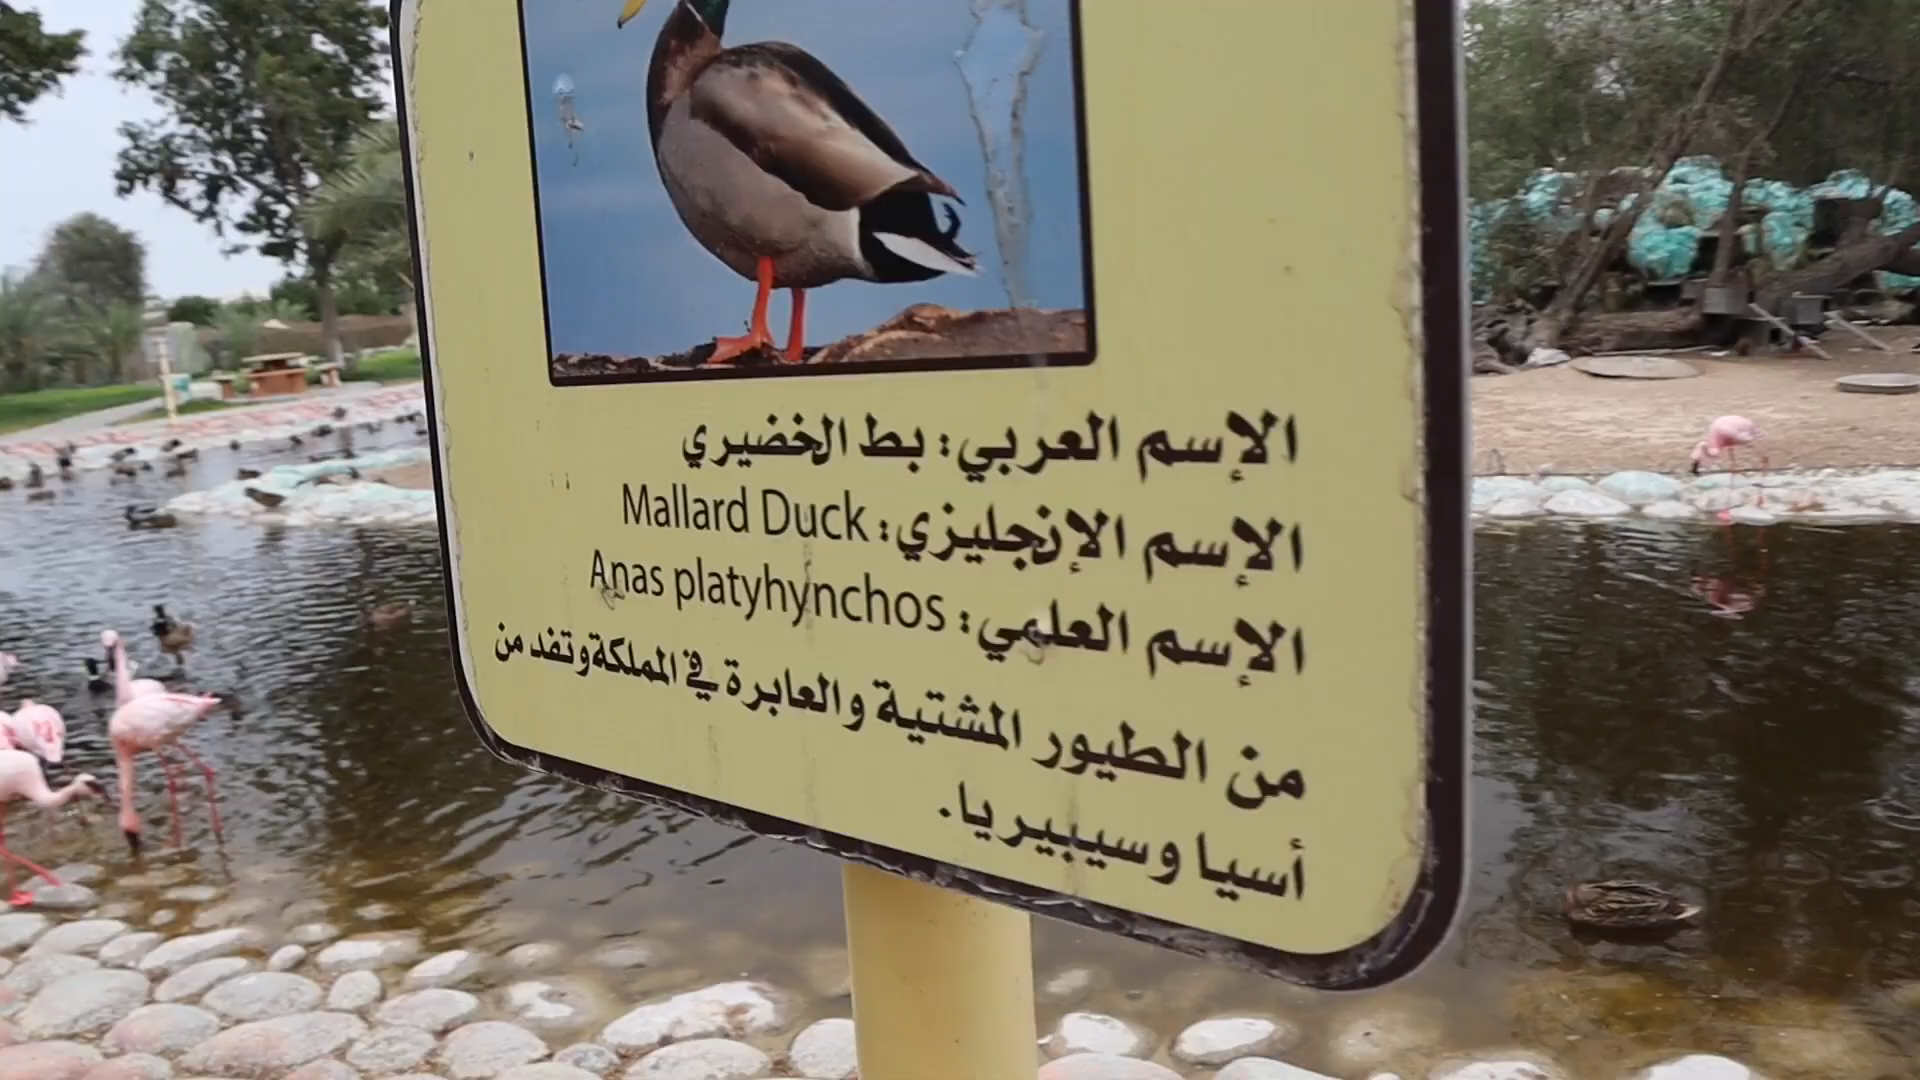 الإسم العربي: بط الخضيري
الإسم الإنجليزي: Mallard Duck
الإسم العلمي: Anas platyhynchos
من الطيور المشتية والعابرة في المملكة وتفد من
أسيا وسيبيريا.